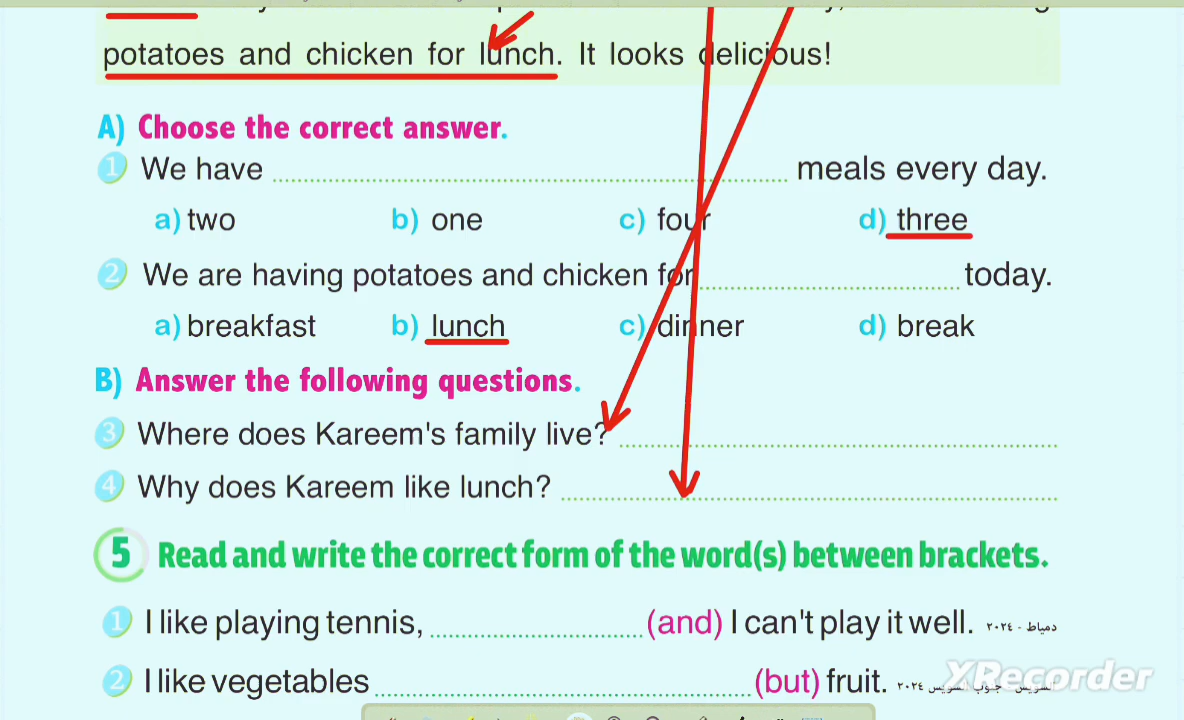 potatoes and chicken for lunch. It looks delicious!
A) Choose the correct answer.
1 We have meals every day.
a) two b) one c) four d) three
2 We are having potatoes and chicken for today.
a) breakfast b) lunch c) dinner d) break
B) Answer the following questions.
3 Where does Kareem's family live?
4 Why does Kareem like lunch?
5 Read and write the correct form of the word(s) between brackets.
1 I like playing tennis, (and) I can't play it well. دمياط - ٢٠٢٤
2 I like vegetables (but) fruit. ٢٠٢٤
XRecorder